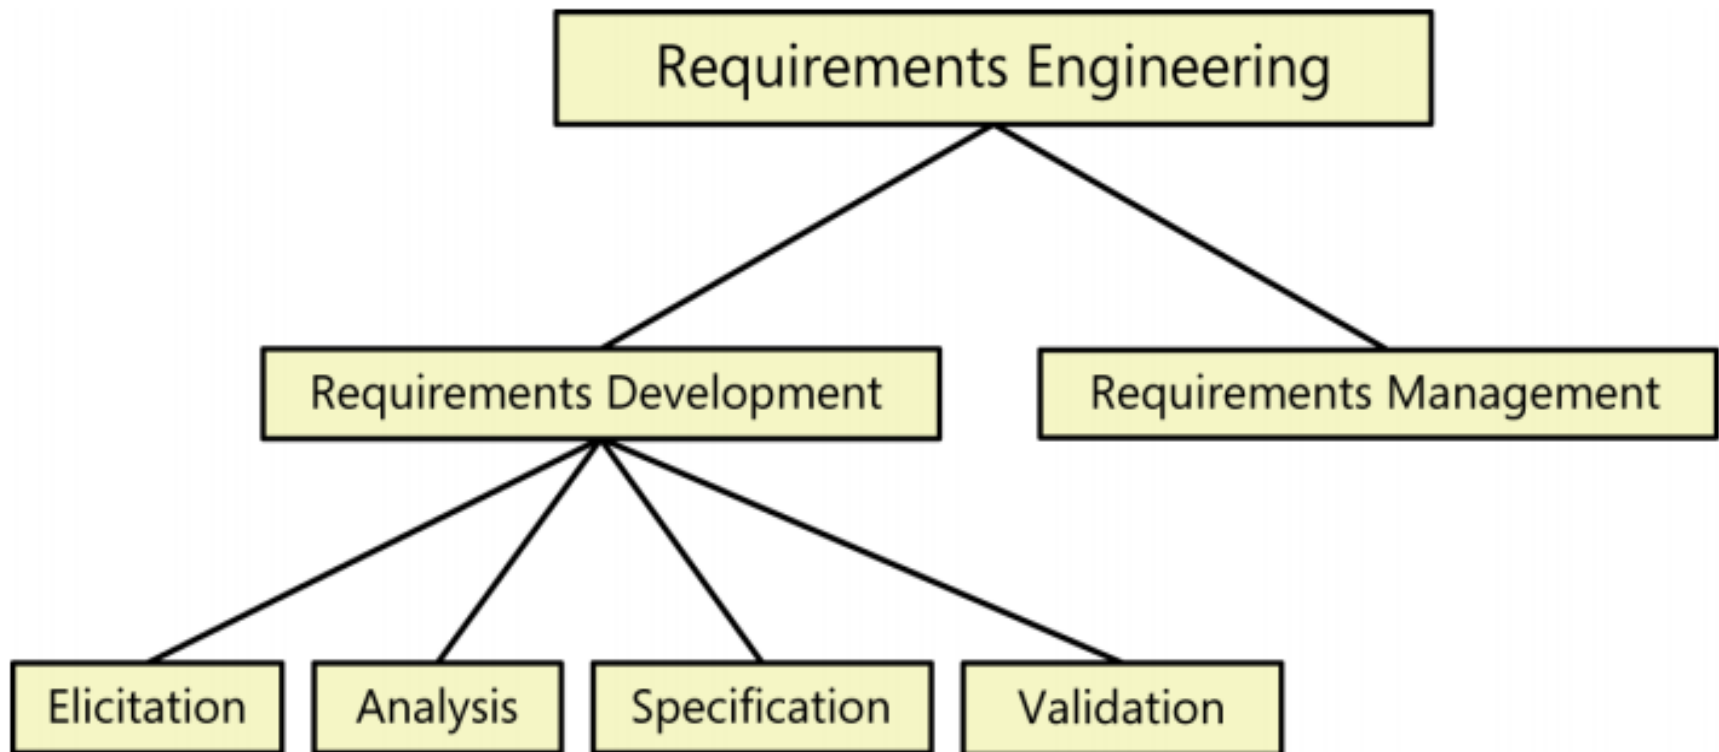 Requirements Engineering
Requirements Development
Requirements Management
Elicitation
Analysis
Specification
Validation